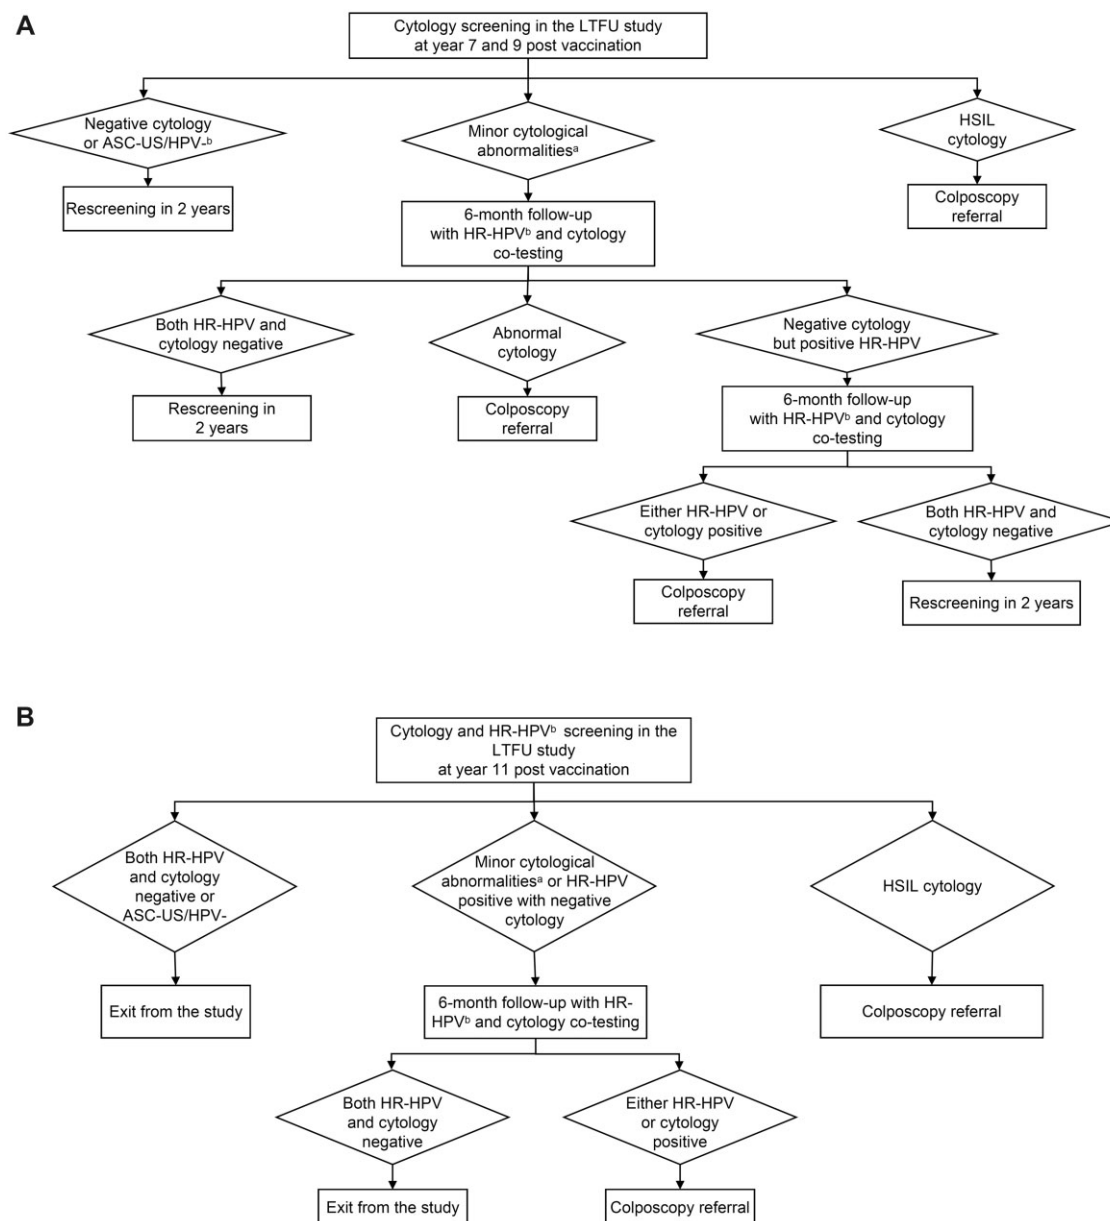 A
Cytology screening in the LTFU study
at year 7 and 9 post vaccination
Negative cytology
or ASC-US/HPV-ᵇ
Minor cytological
abnormalitiesᵃ
HSIL
cytology
Rescreening in 2 years
Colposcopy
referral
6-month follow-up
with HR-HPVᵇ and cytology
co-testing
Both HR-HPV and
cytology negative
Abnormal
cytology
Negative cytology
but positive HR-HPV
Rescreening in
2 years
Colposcopy
referral
6-month follow-up
with HR-HPVᵇ and cytology
co-testing
Either HR-HPV or
cytology positive
Both HR-HPV and
cytology negative
Colposcopy
referral
Rescreening in 2 years
B
Cytology and HR-HPVᵇ screening in the
LTFU study
at year 11 post vaccination
Both HR-HPV
and cytology
negative or
ASC-US/HPV-
Minor cytological
abnormalitiesᵃ or HR-HPV
positive with negative
cytology
HSIL cytology
Exit from the study
6-month follow-up with HR-
HPVᵇ and cytology co-testing
Colposcopy referral
Both HR-HPV
and cytology
negative
Either HR-HPV
or cytology
positive
Exit from the study
Colposcopy referral